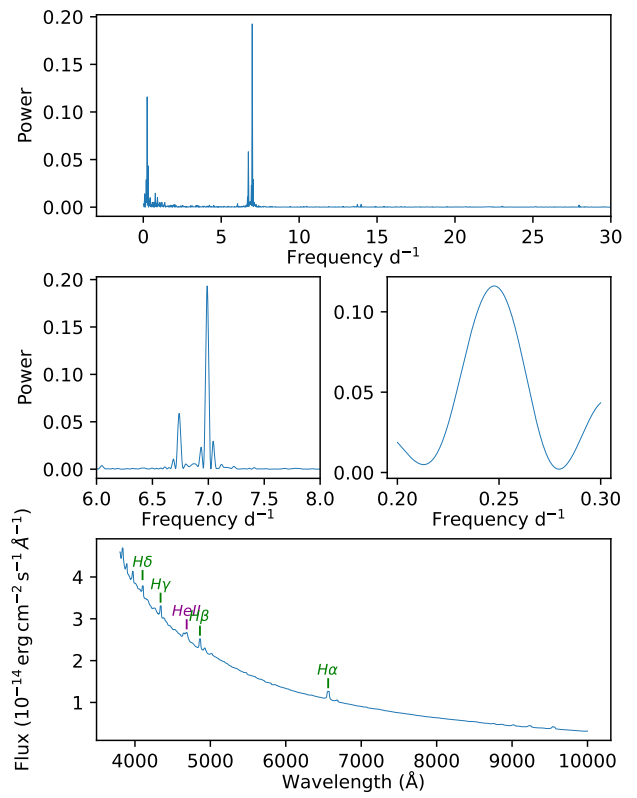 0.20
0.15
0.10
0.05
0.00
Power
0 5 10 15 20 25 30
Frequency d⁻¹
0.20
0.15
0.10
0.05
0.00
Power
6.0 6.5 7.0 7.5 8.0
Frequency d⁻¹
0.10
0.05
0.00
0.20 0.25 0.30
Frequency d⁻¹
Flux (10⁻¹⁴ erg cm⁻² s⁻¹ Å⁻¹)
4
3
2
1
Hδ
Hγ
HeII
Hβ
Hα
4000 5000 6000 7000 8000 9000 10000
Wavelength (Å)